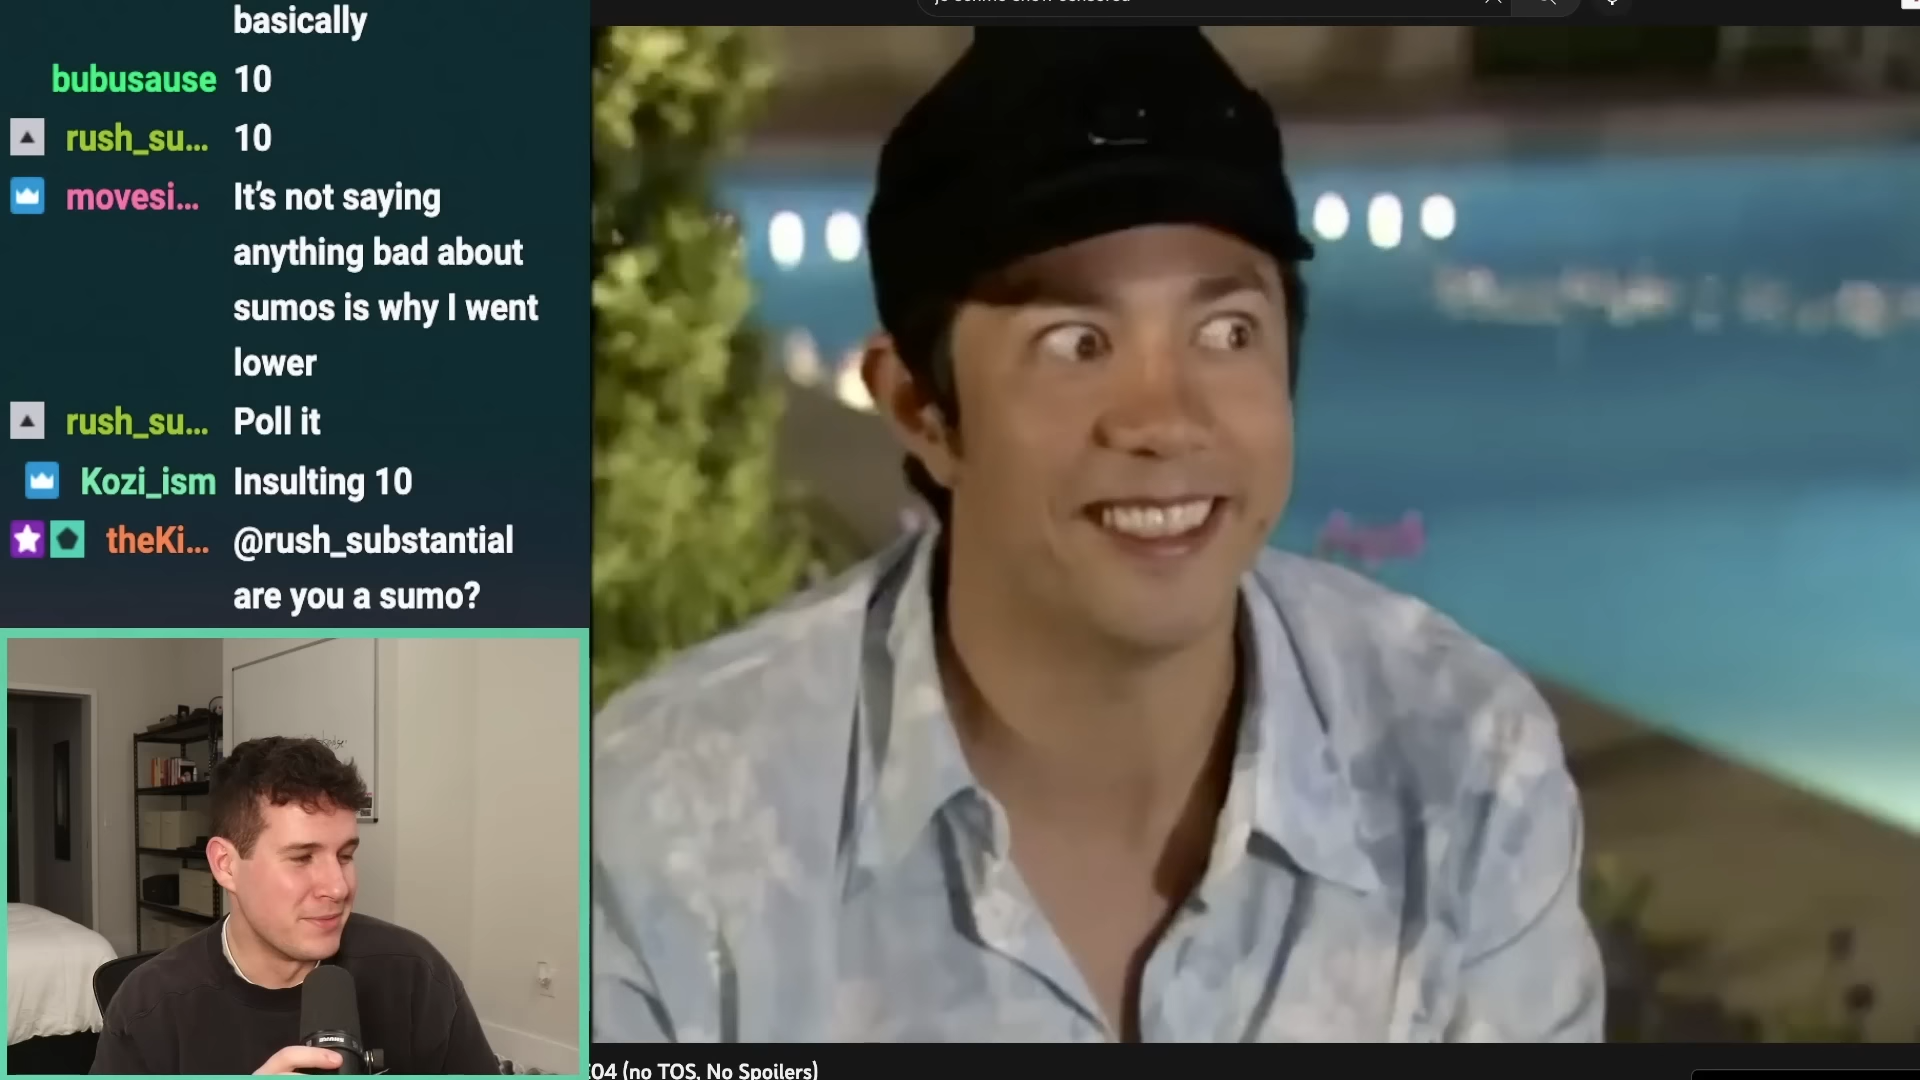 basically
bubusause 10
rush_su... 10
movesi... It's not saying
anything bad about
sumos is why I went
lower
rush_su... Poll it
Kozi_ism Insulting 10
theKi... @rush_substantial
are you a sumo?
04 (no TOS, No Spoilers)